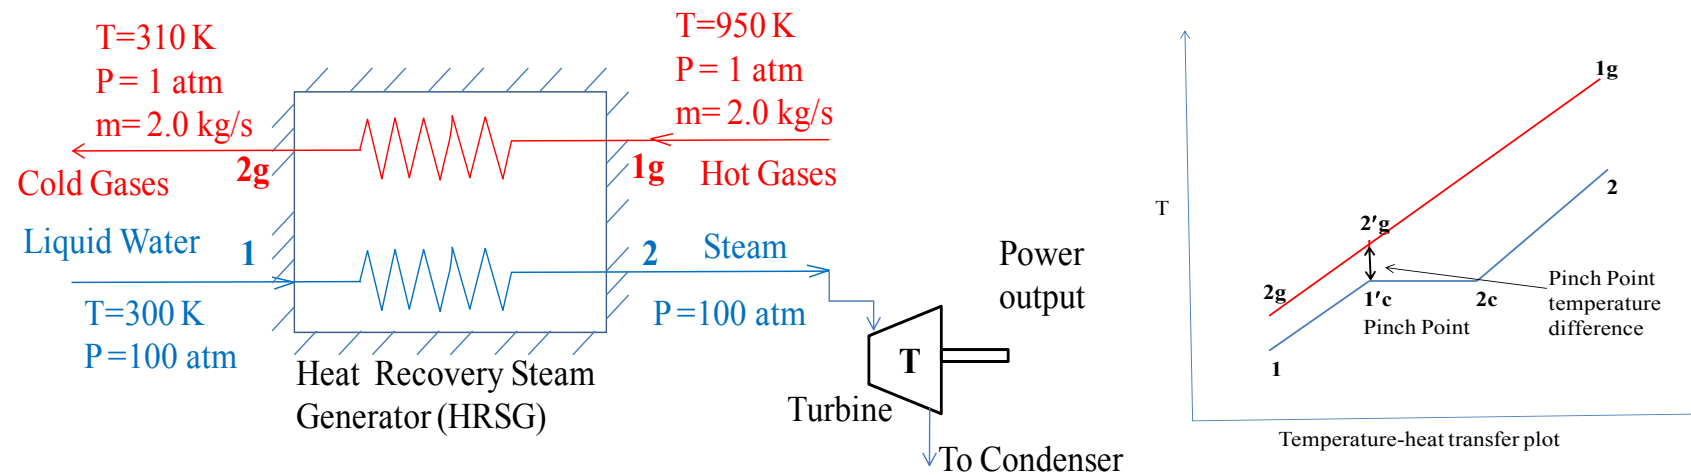 T=310 K
P = 1 atm
m= 2.0 kg/s
2g
Cold Gases
T=950 K
P = 1 atm
m= 2.0 kg/s
1g
Hot Gases
Liquid Water
1
T=300 K
P =100 atm
2
Steam
P =100 atm
Heat Recovery Steam
Generator (HRSG)
Power
output
T
Turbine
To Condenser
T
1g
2
2'g
2g
1'c
2c
1
Pinch Point
Pinch Point
temperature
difference
Temperature-heat transfer plot